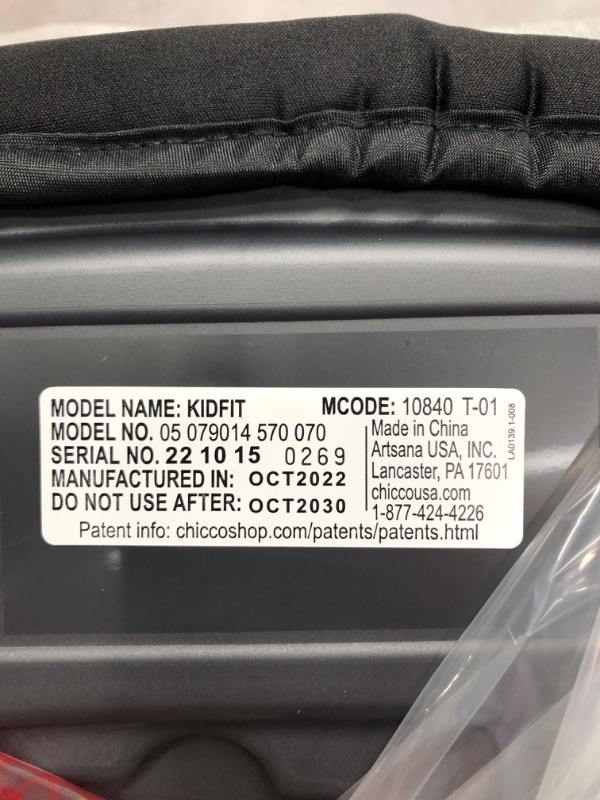 MODEL NAME: KIDFIT MCODE: 10840 T-01
MODEL NO. 05 079014 570 070
SERIAL NO. 22 10 15 0269
MANUFACTURED IN: OCT2022
DO NOT USE AFTER: OCT2030
Made in China
Artsana USA, INC.
Lancaster, PA 17601
chiccousa.com
1-877-424-4226
Patent info: chiccoshop.com/patents/patents.html
LA0139.1-008